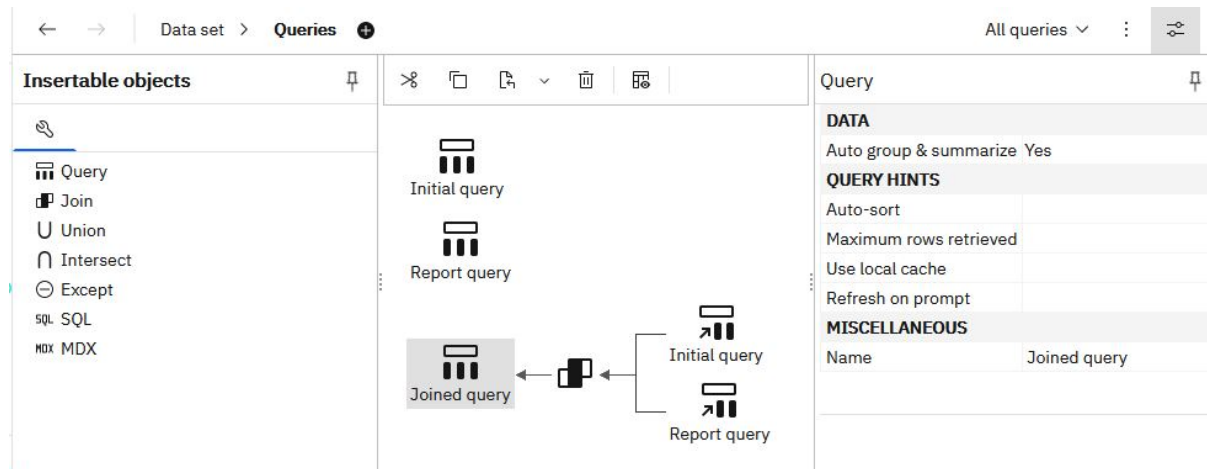 Data set > Queries
All queries
Insertable objects
Query
Join
Union
Intersect
Except
SQL SQL
MDX MDX
Initial query
Report query
Joined query
Initial query
Report query
Query
DATA
Auto group & summarize Yes
QUERY HINTS
Auto-sort
Maximum rows retrieved
Use local cache
Refresh on prompt
MISCELLANEOUS
Name Joined query